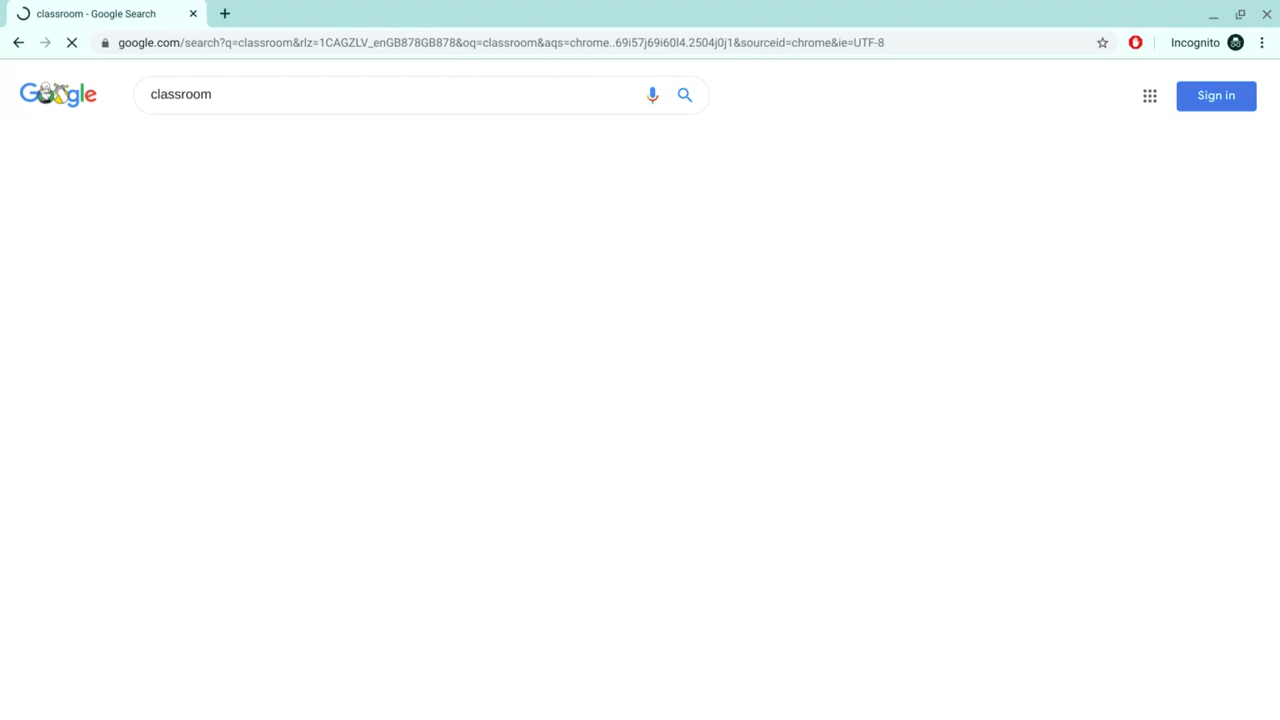 classroom - Google Search
google.com/search?q=classroom&rlz=1CAGZLV_enGB878GB878&oq=classroom&aqs=chrome..69i57j69i60l4.2504j0j1&sourceid=chrome&ie=UTF-8
Incognito
Google
classroom
Sign in